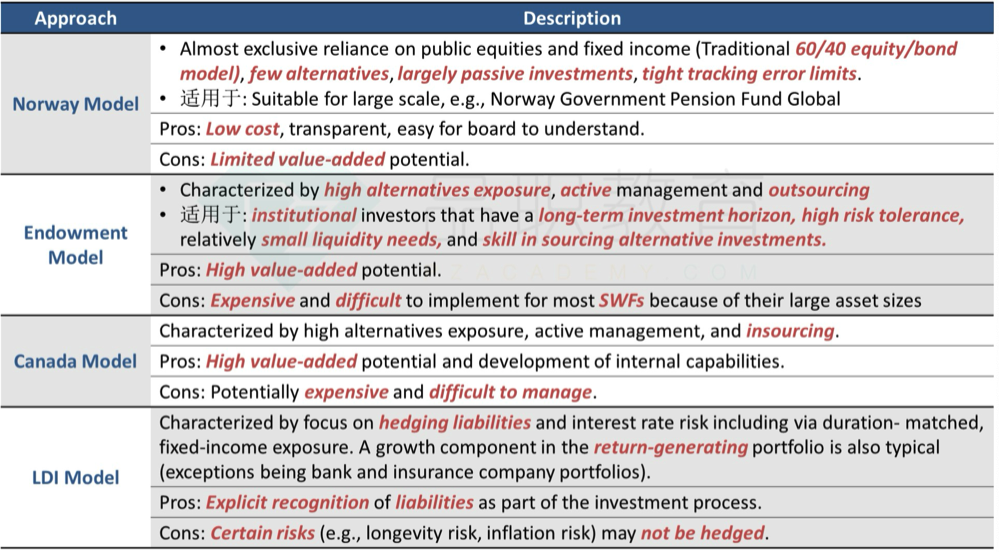 Approach Description
Norway Model
• Almost exclusive reliance on public equities and fixed income (Traditional 60/40 equity/bond
model), few alternatives, largely passive investments, tight tracking error limits.
• 适用于: Suitable for large scale, e.g., Norway Government Pension Fund Global
Pros: Low cost, transparent, easy for board to understand.
Cons: Limited value-added potential.
Endowment
Model
• Characterized by high alternatives exposure, active management and outsourcing
• 适用于: institutional investors that have a long-term investment horizon, high risk tolerance,
relatively small liquidity needs, and skill in sourcing alternative investments.
Pros: High value-added potential.
Cons: Expensive and difficult to implement for most SWFs because of their large asset sizes
Canada Model
Characterized by high alternatives exposure, active management, and insourcing.
Pros: High value-added potential and development of internal capabilities.
Cons: Potentially expensive and difficult to manage.
LDI Model
Characterized by focus on hedging liabilities and interest rate risk including via duration- matched,
fixed-income exposure. A growth component in the return-generating portfolio is also typical
(exceptions being bank and insurance company portfolios).
Pros: Explicit recognition of liabilities as part of the investment process.
Cons: Certain risks (e.g., longevity risk, inflation risk) may not be hedged.